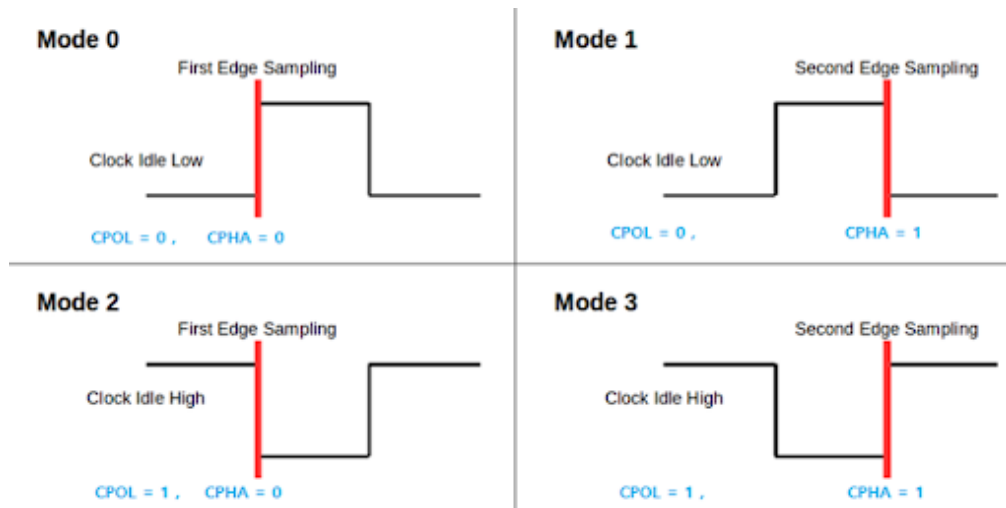 Mode 0
First Edge Sampling
Clock Idle Low
CPOL = 0 , CPHA = 0
Mode 1
Second Edge Sampling
Clock Idle Low
CPOL = 0 , CPHA = 1
Mode 2
First Edge Sampling
Clock Idle High
CPOL = 1 , CPHA = 0
Mode 3
Second Edge Sampling
Clock Idle High
CPOL = 1 , CPHA = 1